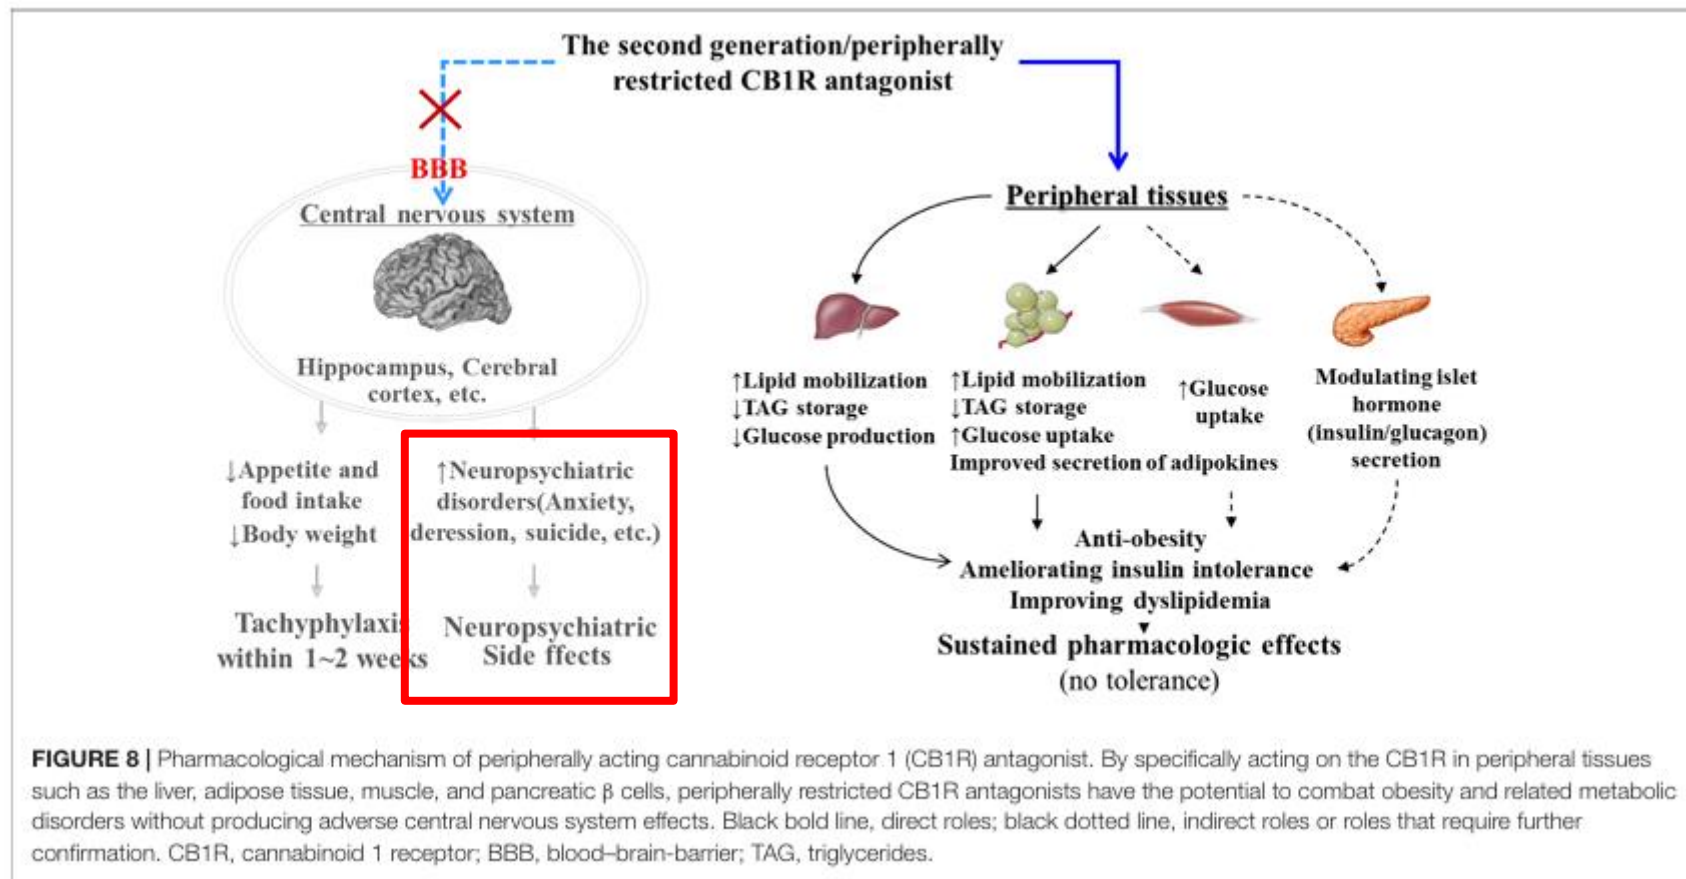 The second generation/peripherally
restricted CB1R antagonist
BBB
Central nervous system
Hippocampus, Cerebral
cortex, etc.
↓Appetite and
food intake
↓Body weight
Tachyphylaxis
within 1~2 weeks
↑Neuropsychiatric
disorders(Anxiety,
deression, suicide, etc.)
Neuropsychiatric
Side ffects
Peripheral tissues
↑Lipid mobilization
↓TAG storage
↓Glucose production
↑Lipid mobilization
↓TAG storage
↑Glucose uptake
Improved secretion of adipokines
↑Glucose
uptake
Modulating islet
hormone
(insulin/glucagon)
secretion
Anti-obesity
Ameliorating insulin intolerance
Improving dyslipidemia
Sustained pharmacologic effects
(no tolerance)
FIGURE 8 | Pharmacological mechanism of peripherally acting cannabinoid receptor 1 (CB1R) antagonist. By specifically acting on the CB1R in peripheral tissues
such as the liver, adipose tissue, muscle, and pancreatic β cells, peripherally restricted CB1R antagonists have the potential to combat obesity and related metabolic
disorders without producing adverse central nervous system effects. Black bold line, direct roles; black dotted line, indirect roles or roles that require further
confirmation. CB1R, cannabinoid 1 receptor; BBB, blood–brain-barrier; TAG, triglycerides.